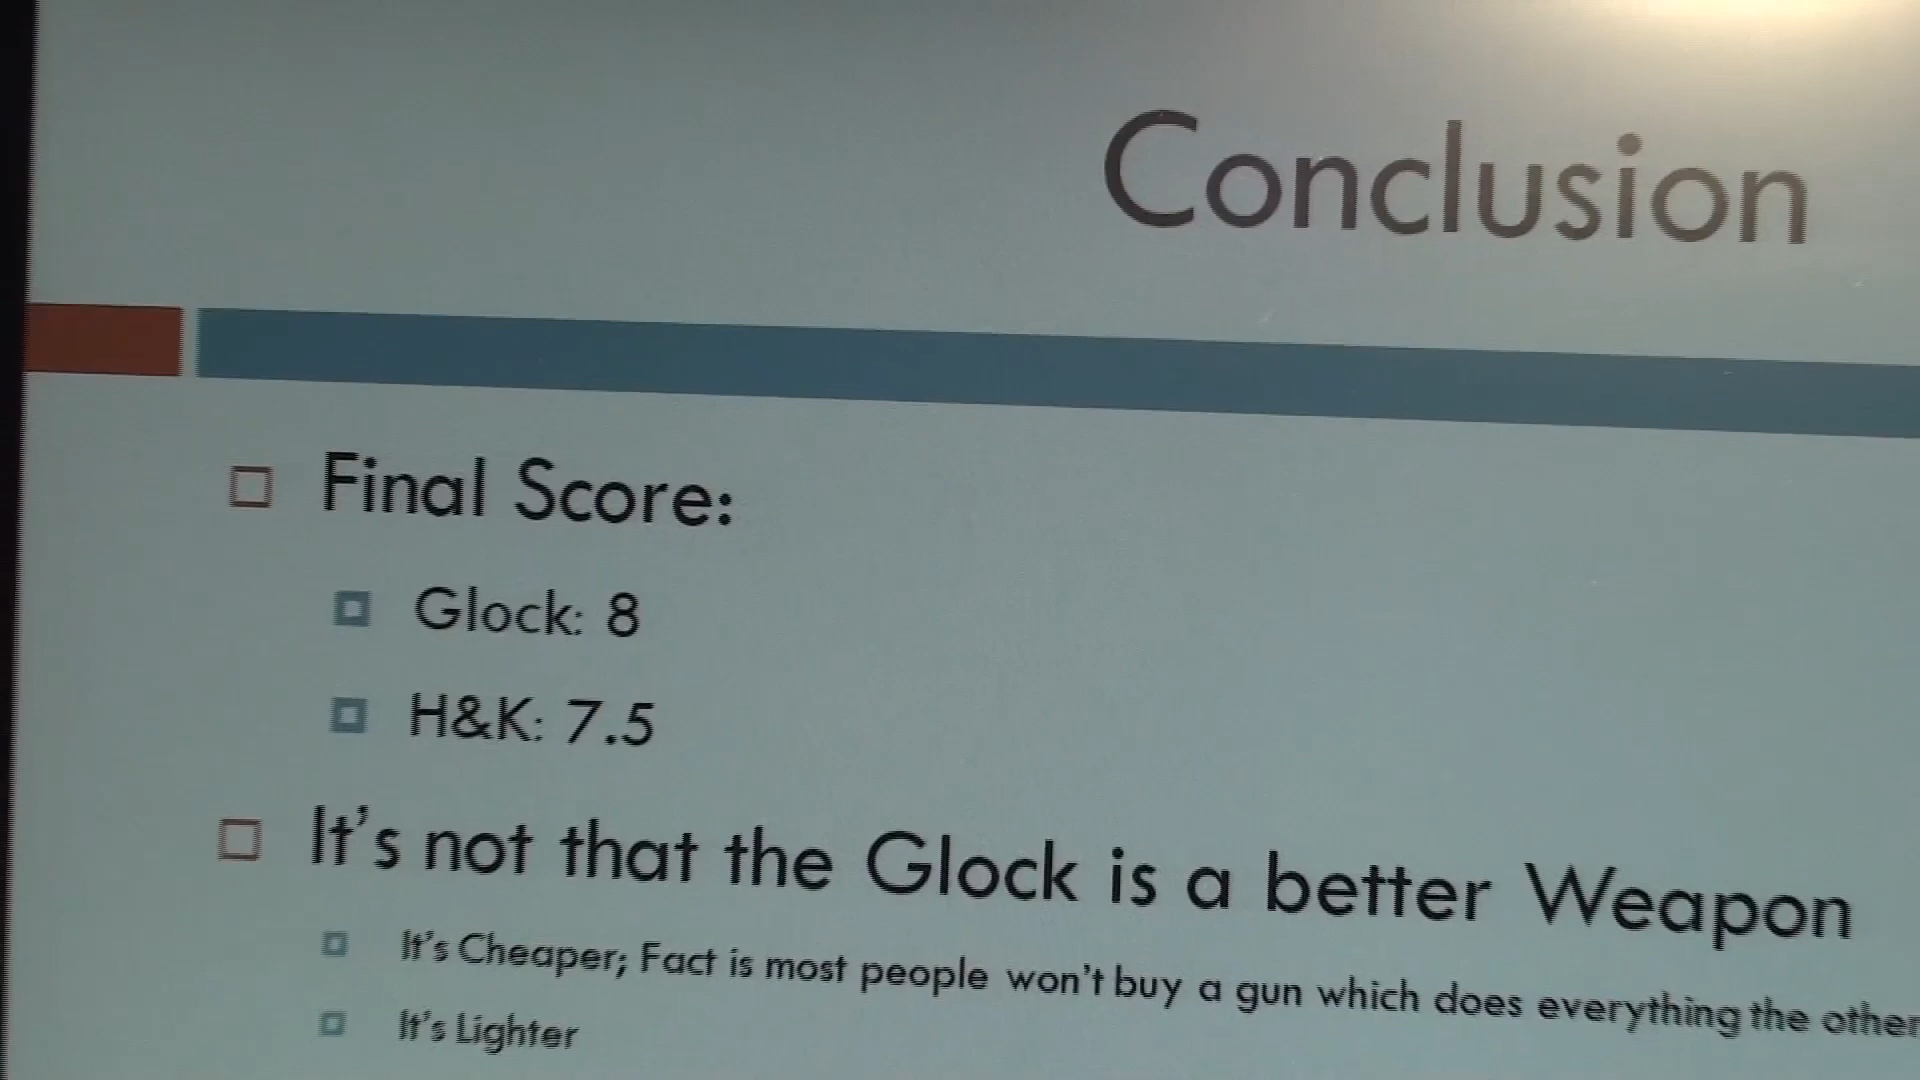 Conclusion
Final Score:
Glock: 8
H&K: 7.5
It's not that the Glock is a better Weapon
It's Cheaper; Fact is most people won't buy a gun which does everything the other
It's Lighter